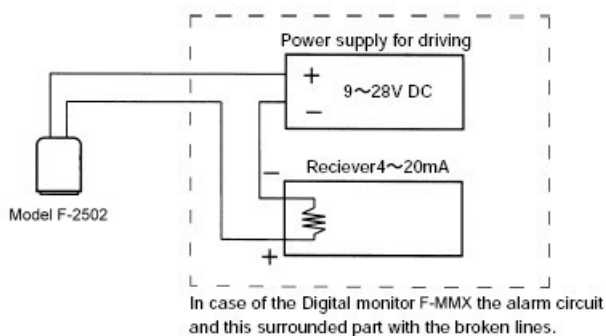 Power supply for driving
+
9~28V DC
−
−
Reciever4~20mA
Model F-2502
+
In case of the Digital monitor F-MMX the alarm circuit
and this surrounded part with the broken lines.